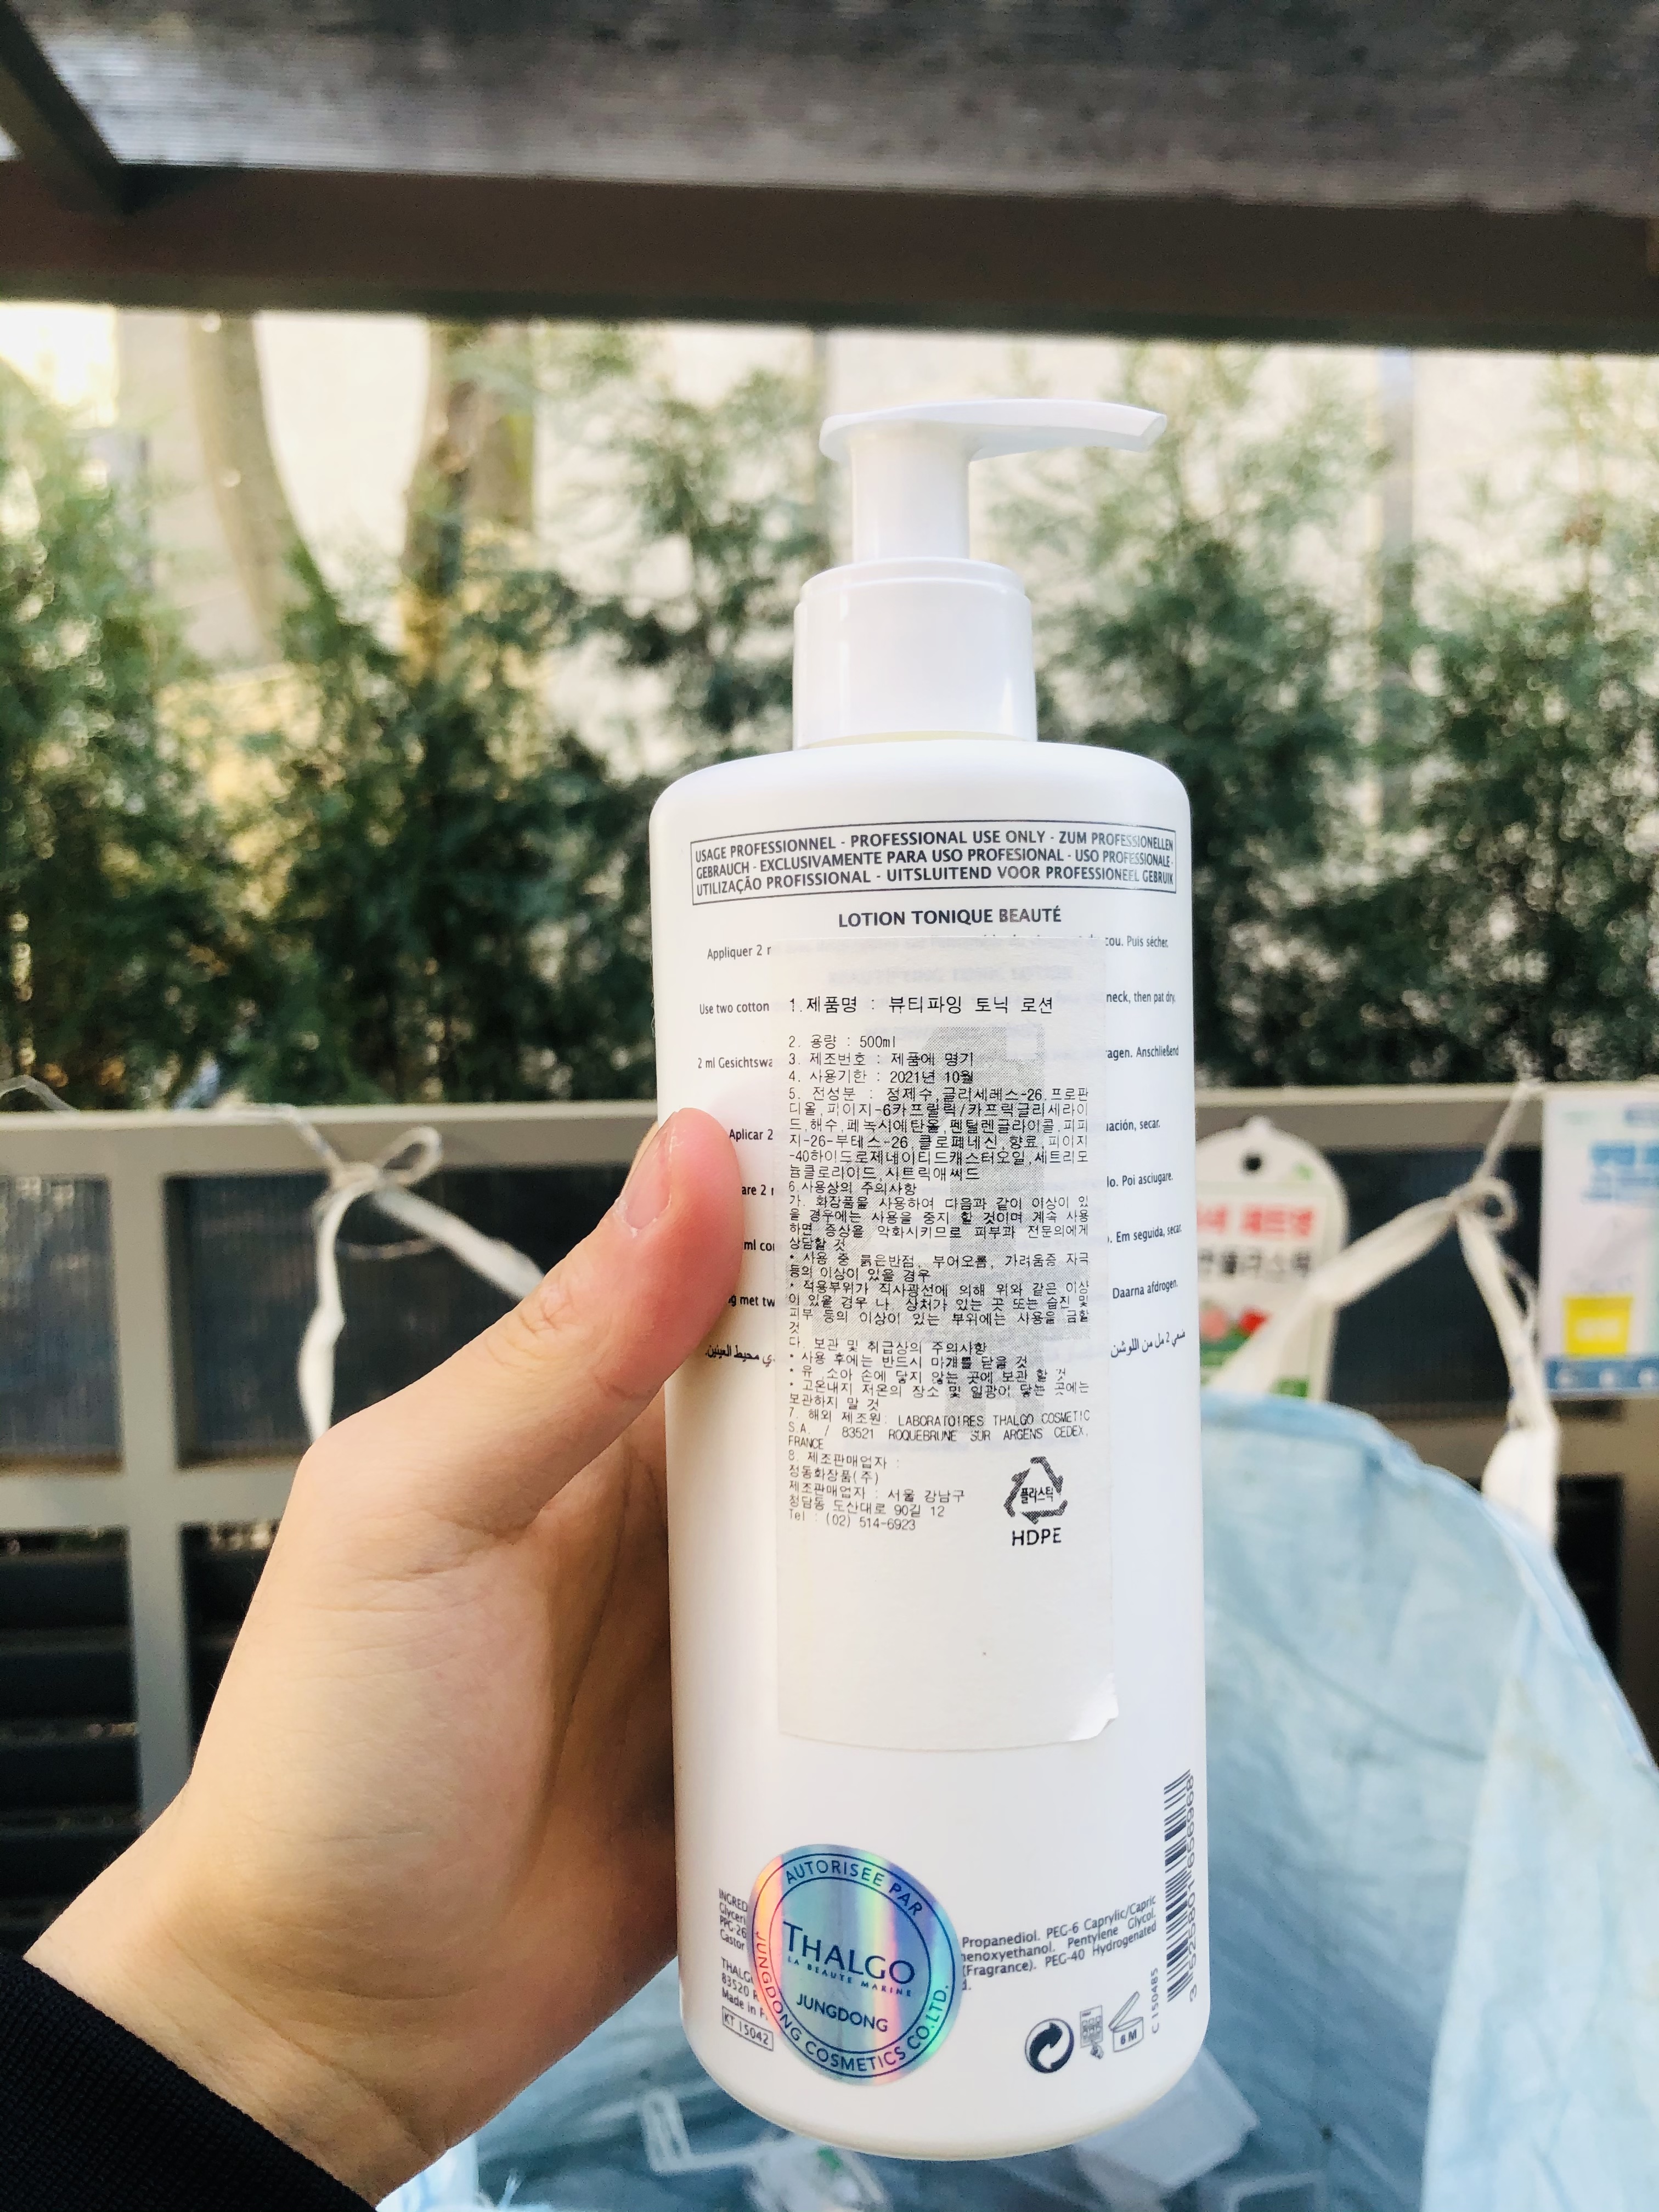 USAGE PROFESSIONNEL - PROFESSIONAL USE ONLY - ZUM PROFESSIONELLEN
GEBRAUCH - EXCLUSIVAMENTE PARA USO PROFESIONAL - USO PROFESSIONALE -
UTILIZAÇÃO PROFISSIONAL - UITSLUITEND VOOR PROFESSIONEEL GEBRUIK
LOTION TONIQUE BEAUTÉ
Appliquer 2
cou. Puis sécher.
Use two cotton
neck, then pat dry.
2 ml
Anschließend
Aplicar 2
secar.
Poi asciugare.
Em seguida, secar.
met
Daarna afdrogen.
محيط العينين.
2 مل من اللوشن
1.제품명 : 뷰티파잉 토닉 로션
2. 용량 : 500ml
3. 제조번호 : 제품에 명기
4. 사용기한 : 2021년 10월
5. 전성분 : 정제수,글리세레스-26,프로판
디올,피이지-6카프릴릭/카프릭글리세라이
드,해수,페녹시에탄올,펜틸렌글라이콜,피피
지-26-부테스-26,클로페네신,향료,피이지
-40하이드로제네이티드캐스터오일,세트리모
늄클로라이드,시트릭애씨드
6.사용상의 주의사항
가. 화장품을 사용하여 다음과 같이 이상이 있
을 경우에는 사용을 중지 할 것이며 계속 사용
하면 증상을 악화시키므로 피부과 전문의에게
상담할 것
• 사용 중 붉은반점, 부어오름, 가려움증 자극
등의 이상이 있을 경우
• 적용부위가 직사광선에 의해 위와 같은 이상
이 있을 경우 나. 상처가 있는 곳 또는 습진 및
피부 등의 이상이 있는 부위에는 사용을 금할
것
다. 보관 및 취급상의 주의사항
• 사용 후에는 반드시 마개를 닫을 것
• 유. 소아 손에 닿지 않는 곳에 보관 할 것
• 고온내지 저온의 장소 및 일광이 닿는 곳에는
보관하지 말 것
7. 해외 제조원: LABORATOIRES THALGO COSMETIC
S.A. / 83521 ROQUEBRUNE SUR ARGENS CEDEX,
FRANCE
8. 제조판매업자 :
정동화장품(주)
제조판매업자 : 서울 강남구
청담동 도산대로 90길 12
Tel : (02) 514-6923
플라스틱
HDPE
AUTORISEE PAR
THALGO
LA BEAUTE MARINE
JUNGDONG
JUNGDONG COSMETICS CO.LTD.
PPG-26
Castor
83520
Made in
KT 15042
Propanediol. PEG-6 Caprylic/Capric
Pentylene Glycol.
(Fragrance). PEG-40 Hydrogenated
6 M
C 150485
3 525801 656968